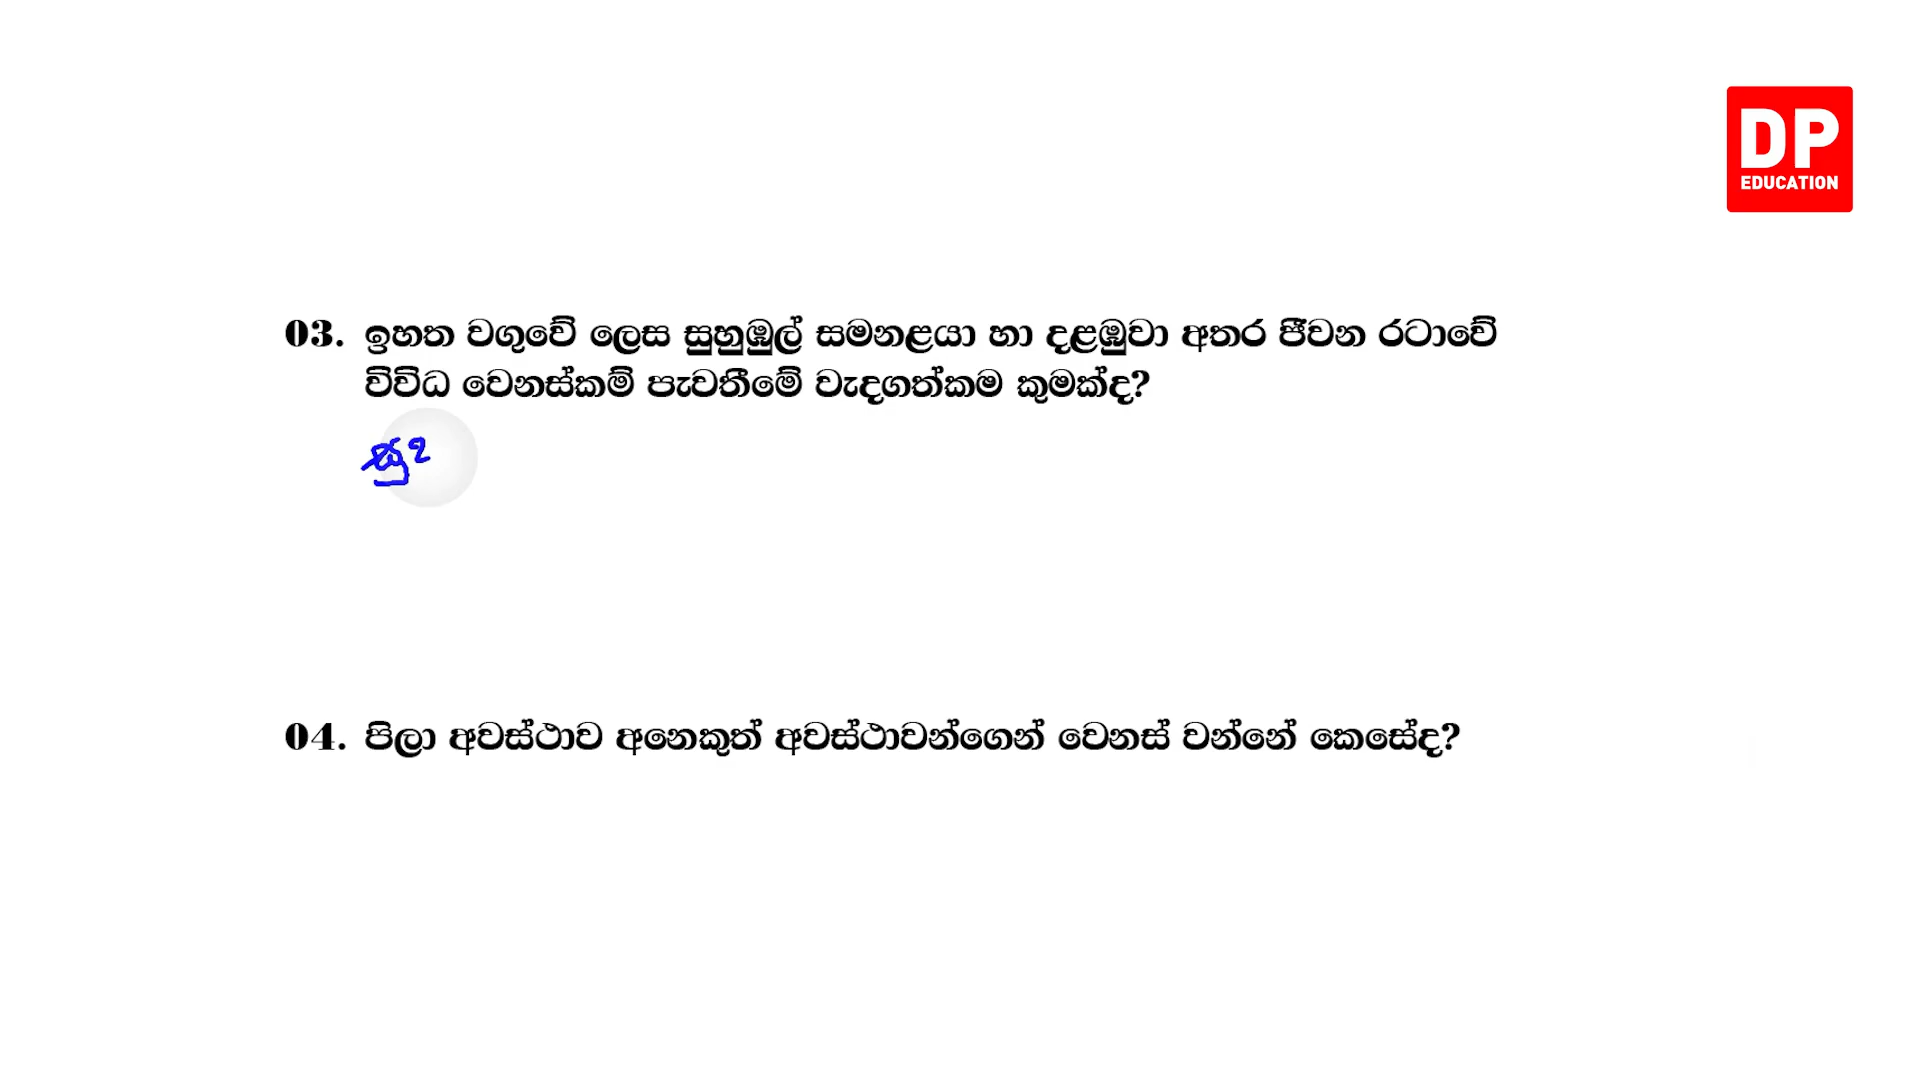 DP
EDUCATION
03. ඉහත වගුවේ ලෙස සුහුඹුල් සමනළයා හා දළඹුවා අතර ජීවන රටාවේ
විවිධ වෙනස්කම් පැවතීමේ වැදගත්කම කුමක්ද?
04. පිලා අවස්ථාව අනෙකුත් අවස්ථාවන්ගෙන් වෙනස් වන්නේ කෙසේද?